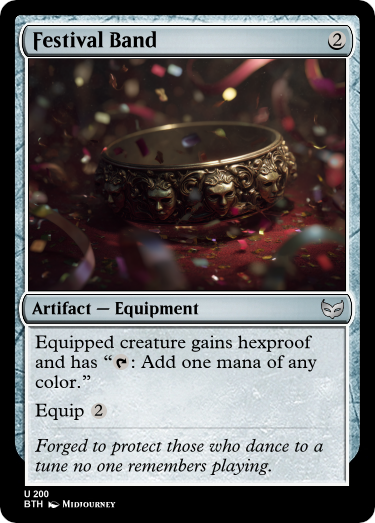 Festival Band 2
Artifact — Equipment
Equipped creature gains hexproof
and has “: Add one mana of any
color.”
Equip 2
Forged to protect those who dance to a
tune no one remembers playing.
U 200
BTH Midjourney